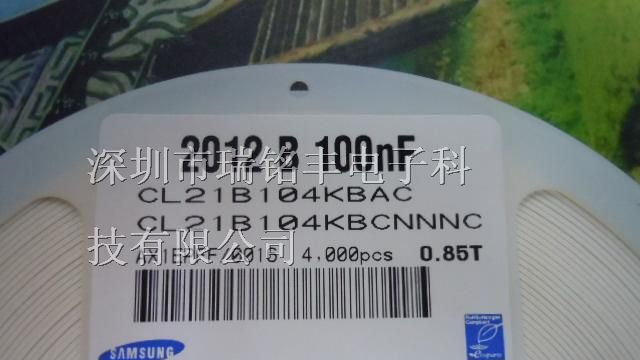 2012 B 100nF
深圳市瑞铭丰电子科
CL21B104KBAC
CL21B104KBCNNNC
技有限公司
4,000pcs 0.85T
SAMSUNG